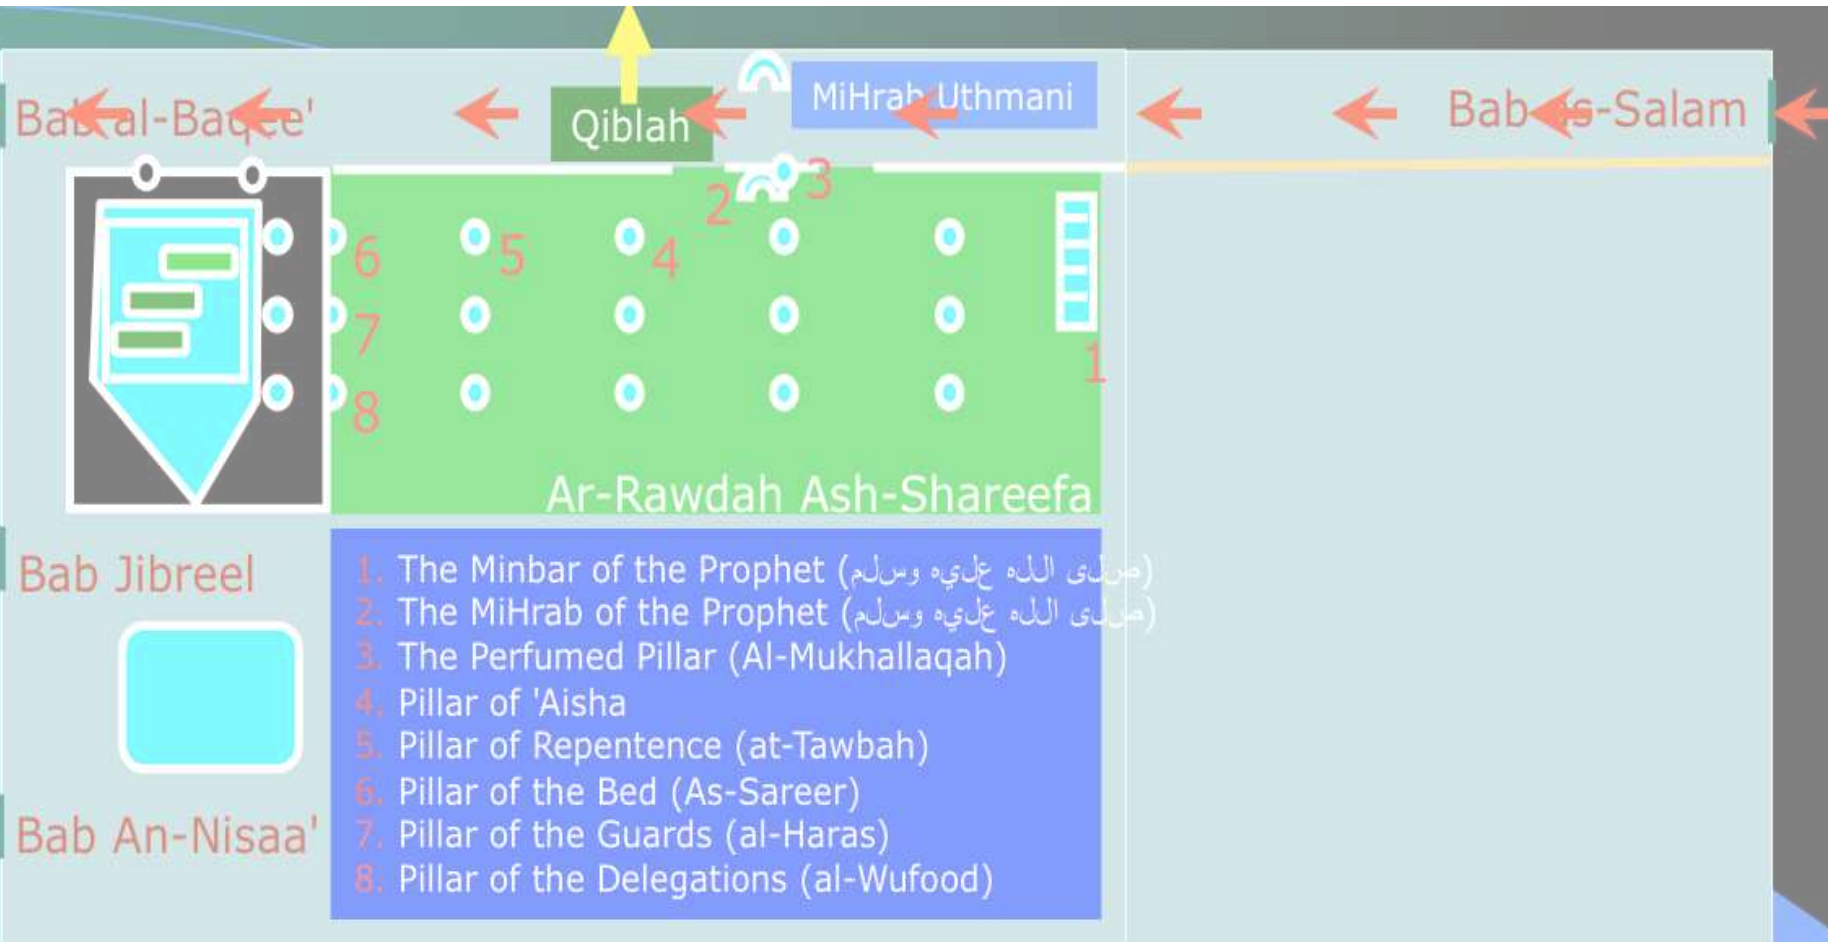 Bab al-Baqee'
Qiblah
MiHrab Uthmani
Bab as-Salam
2
3
6
5
4
7
1
8
Ar-Rawdah Ash-Shareefa
Bab Jibreel
Bab An-Nisaa'
1. The Minbar of the Prophet (صلى الله عليه وسلم)
2. The MiHrab of the Prophet (صلى الله عليه وسلم)
3. The Perfumed Pillar (Al-Mukhallaqah)
4. Pillar of 'Aisha
5. Pillar of Repentence (at-Tawbah)
6. Pillar of the Bed (As-Sareer)
7. Pillar of the Guards (al-Haras)
8. Pillar of the Delegations (al-Wufood)